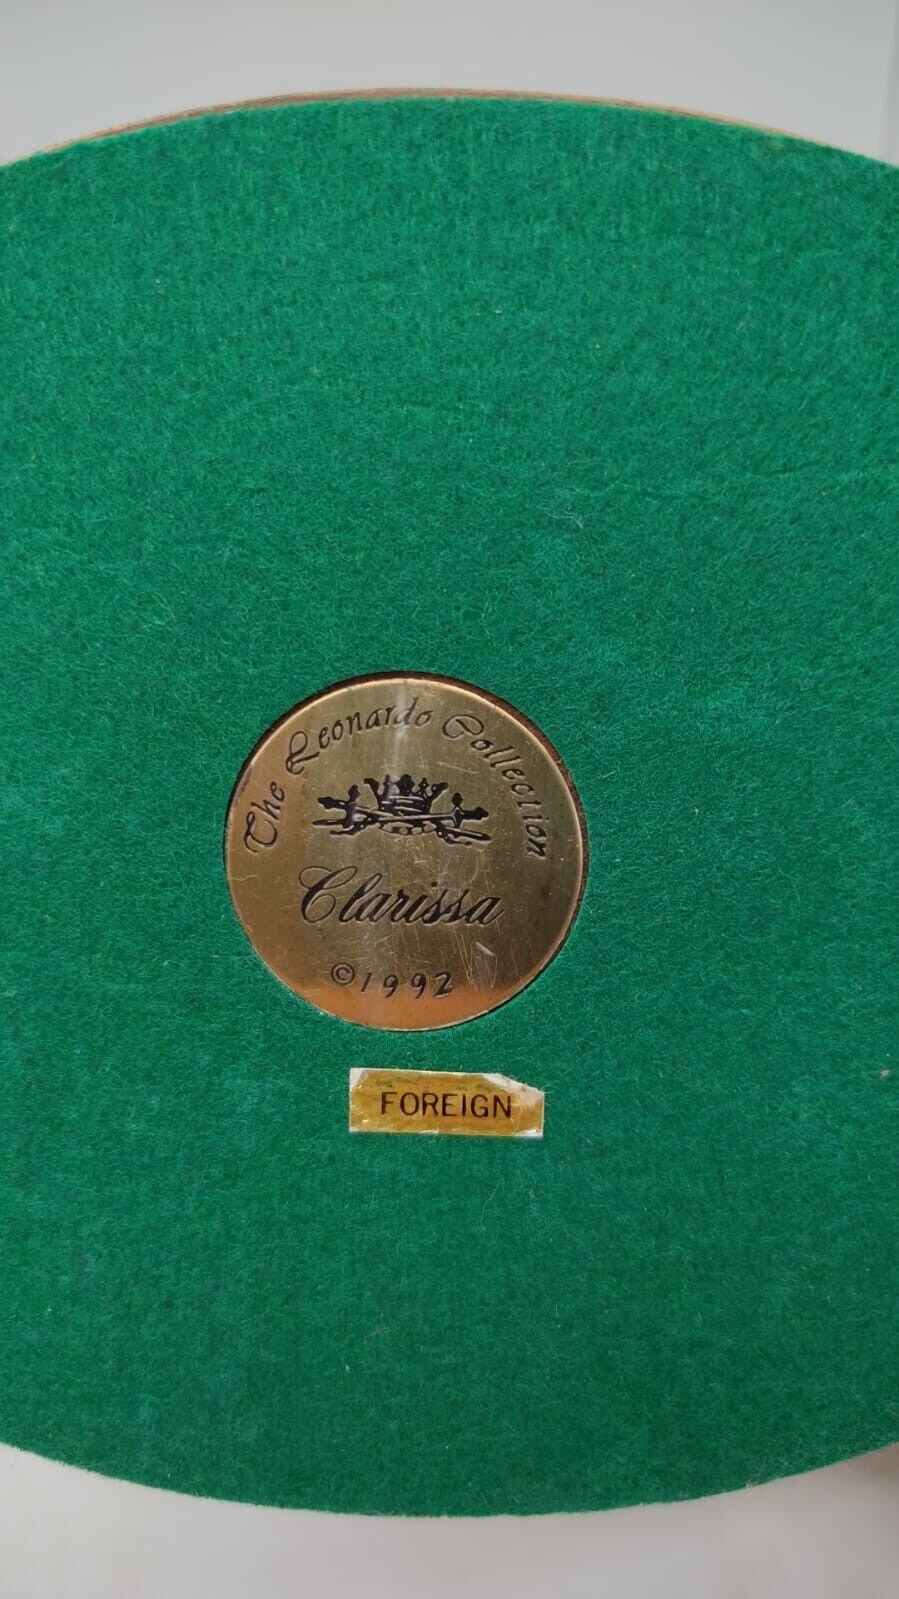 The Leonardo Collection
Clarissa
©1992
FOREIGN